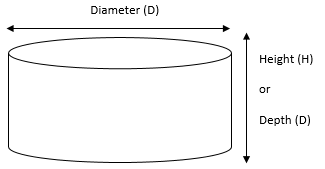 Diameter (D)
Height (H)
or
Depth (D)